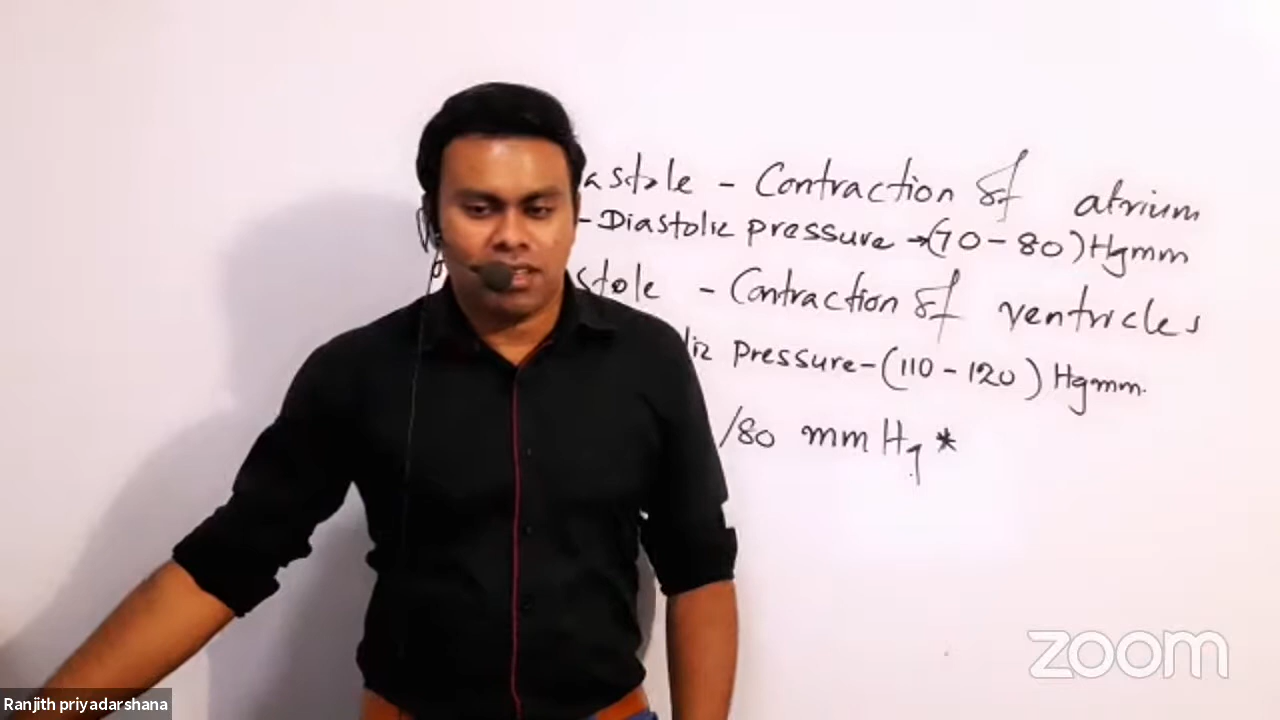 astole - Contraction of atrium
- Diastolic pressure → (70 - 80) Hgmm
stole - Contraction of ventricles
lic pressure - (110 - 120) Hgmm.
/80 mmHg *
zoom
Ranjith priyadarshana